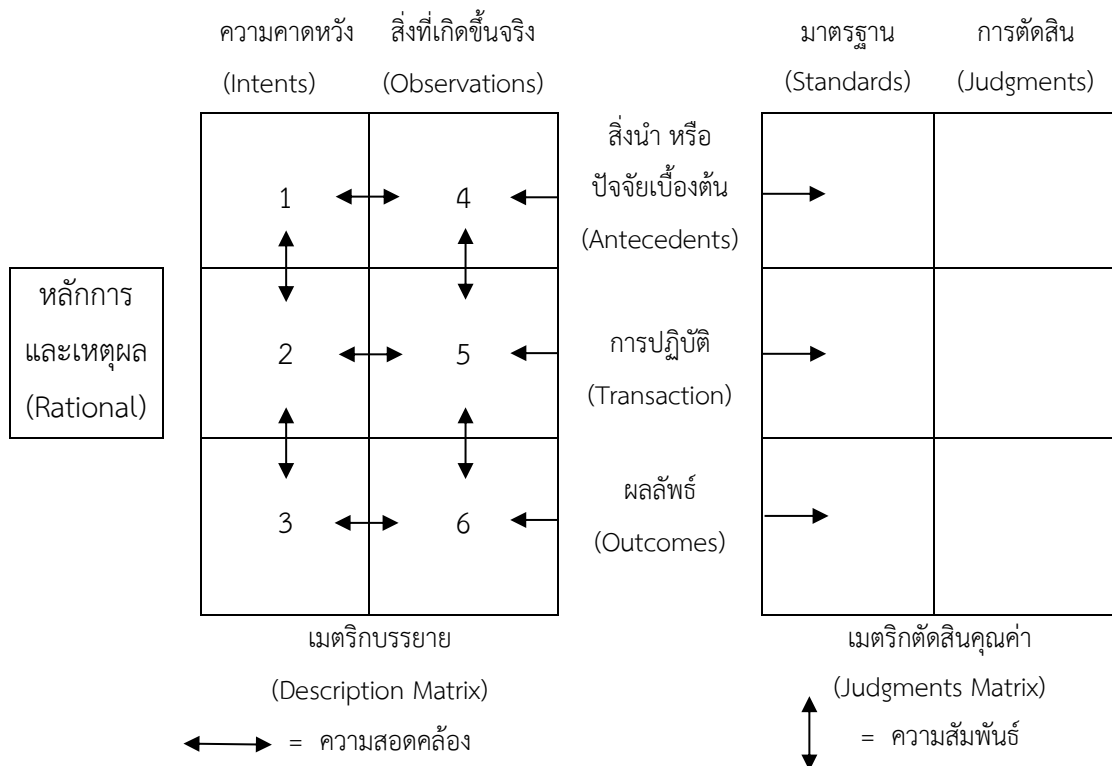 ความคาดหวัง สิ่งที่เกิดขึ้นจริง มาตรฐาน การตัดสิน
(Intents) (Observations) (Standards) (Judgments)
สิ่งนำ หรือ
ปัจจัยเบื้องต้น
1 4
(Antecedents)
หลักการ
และเหตุผล
(Rational)
2 5
การปฏิบัติ
(Transaction)
3 6
ผลลัพธ์
(Outcomes)
เมตริกบรรยาย เมตริกตัดสินคุณค่า
(Description Matrix) (Judgments Matrix)
= ความสอดคล้อง = ความสัมพันธ์